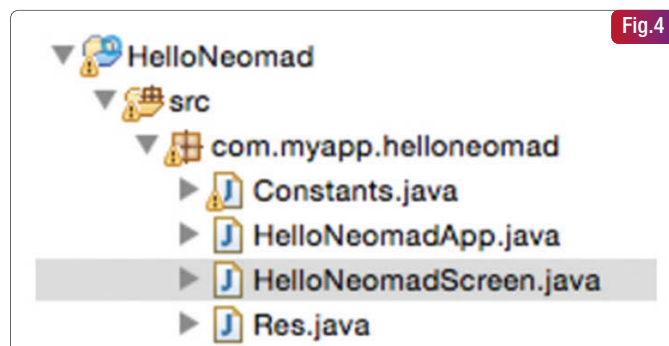 Fig.4
HelloNeomad
src
com.myapp.helloneomad
Constants.java
HelloNeomadApp.java
HelloNeomadScreen.java
Res.java